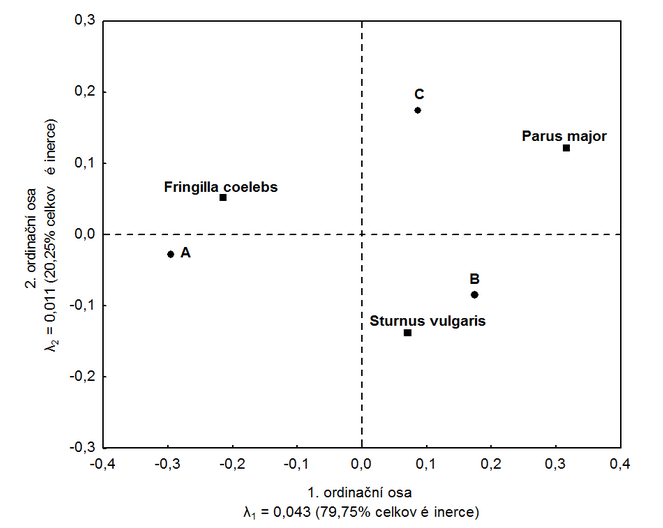 0,3
0,2
0,1
0,0
-0,1
-0,2
-0,3
2. ordinační osa
λ2 = 0,011 (20,25% celkov é inerce)
C
Parus major
Fringilla coelebs
A
B
Sturnus vulgaris
-0,4 -0,3 -0,2 -0,1 0,0 0,1 0,2 0,3 0,4
1. ordinační osa
λ1 = 0,043 (79,75% celkov é inerce)